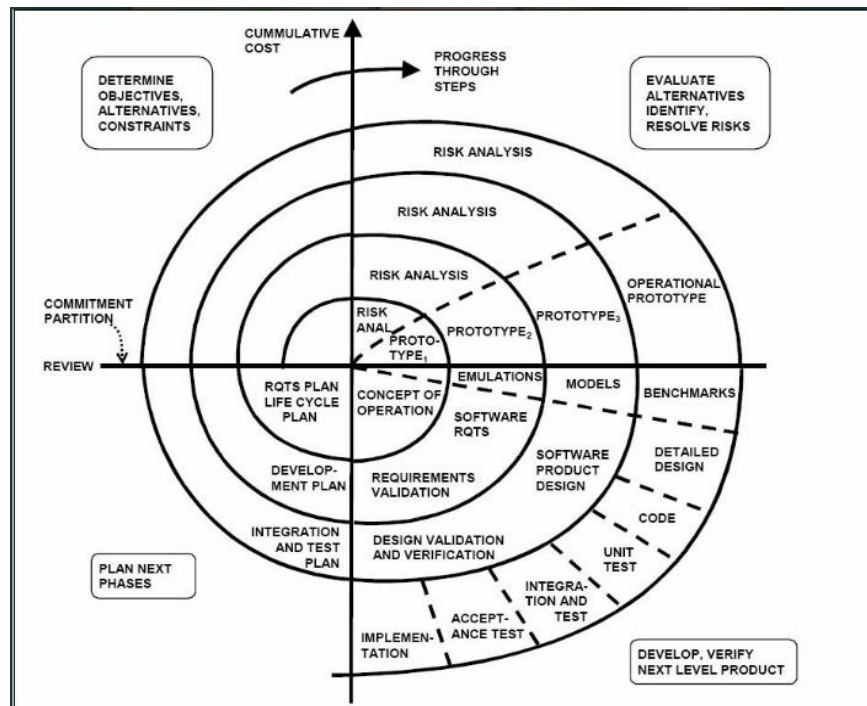 CUMMULATIVE
COST
PROGRESS
THROUGH
STEPS
DETERMINE
OBJECTIVES,
ALTERNATIVES,
CONSTRAINTS
EVALUATE
ALTERNATIVES
IDENTIFY,
RESOLVE RISKS
RISK ANALYSIS
RISK ANALYSIS
RISK ANALYSIS
RISK
ANAL.
PROTO-
TYPE1
PROTOTYPE2
PROTOTYPE3
OPERATIONAL
PROTOTYPE
COMMITMENT
PARTITION
REVIEW
EMULATIONS
MODELS
BENCHMARKS
RQTS PLAN
LIFE CYCLE
PLAN
CONCEPT OF
OPERATION
SOFTWARE
RQTS
SOFTWARE
PRODUCT
DESIGN
DETAILED
DESIGN
DEVELOP-
MENT PLAN
REQUIREMENTS
VALIDATION
CODE
INTEGRATION
AND TEST
PLAN
DESIGN VALIDATION
AND VERIFICATION
UNIT
TEST
PLAN NEXT
PHASES
INTEGRA-
TION AND
TEST
ACCEPT-
ANCE TEST
IMPLEMEN-
TATION
DEVELOP, VERIFY
NEXT LEVEL PRODUCT